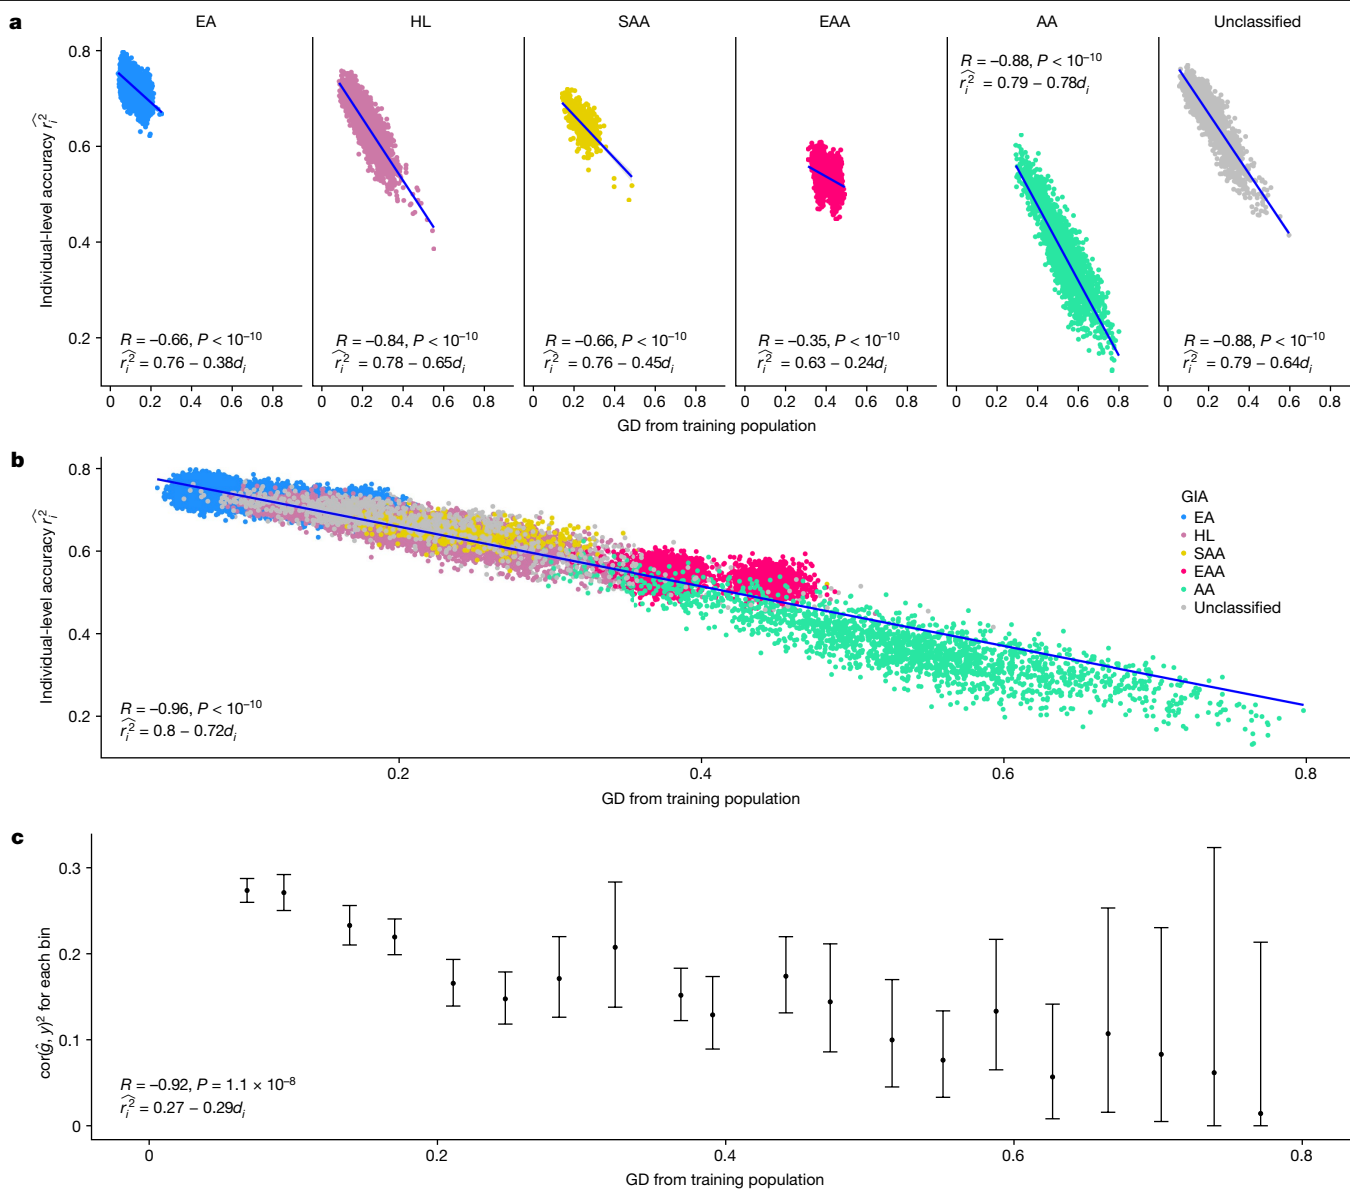 a
EA HL SAA EAA AA Unclassified
Individual-level accuracy r̂ᵢ²
0.8
0.6
0.4
0.2
R = –0.66, P < 10⁻¹⁰
r̂ᵢ² = 0.76 – 0.38dᵢ
R = –0.84, P < 10⁻¹⁰
r̂ᵢ² = 0.78 – 0.65dᵢ
R = –0.66, P < 10⁻¹⁰
r̂ᵢ² = 0.76 – 0.45dᵢ
R = –0.35, P < 10⁻¹⁰
r̂ᵢ² = 0.63 – 0.24dᵢ
R = –0.88, P < 10⁻¹⁰
r̂ᵢ² = 0.79 – 0.78dᵢ
R = –0.88, P < 10⁻¹⁰
r̂ᵢ² = 0.79 – 0.64dᵢ
0 0.2 0.4 0.6 0.8 0 0.2 0.4 0.6 0.8 0 0.2 0.4 0.6 0.8 0 0.2 0.4 0.6 0.8 0 0.2 0.4 0.6 0.8 0 0.2 0.4 0.6 0.8
GD from training population
b
Individual-level accuracy r̂ᵢ²
0.8
0.6
0.4
0.2
R = –0.96, P < 10⁻¹⁰
r̂ᵢ² = 0.8 – 0.72dᵢ
GIA
EA
HL
SAA
EAA
AA
Unclassified
0.2 0.4 0.6 0.8
GD from training population
c
cor(ĝ, y)² for each bin
0.3
0.2
0.1
0
R = –0.92, P = 1.1 × 10⁻⁸
r̂ᵢ² = 0.27 – 0.29dᵢ
0 0.2 0.4 0.6 0.8
GD from training population